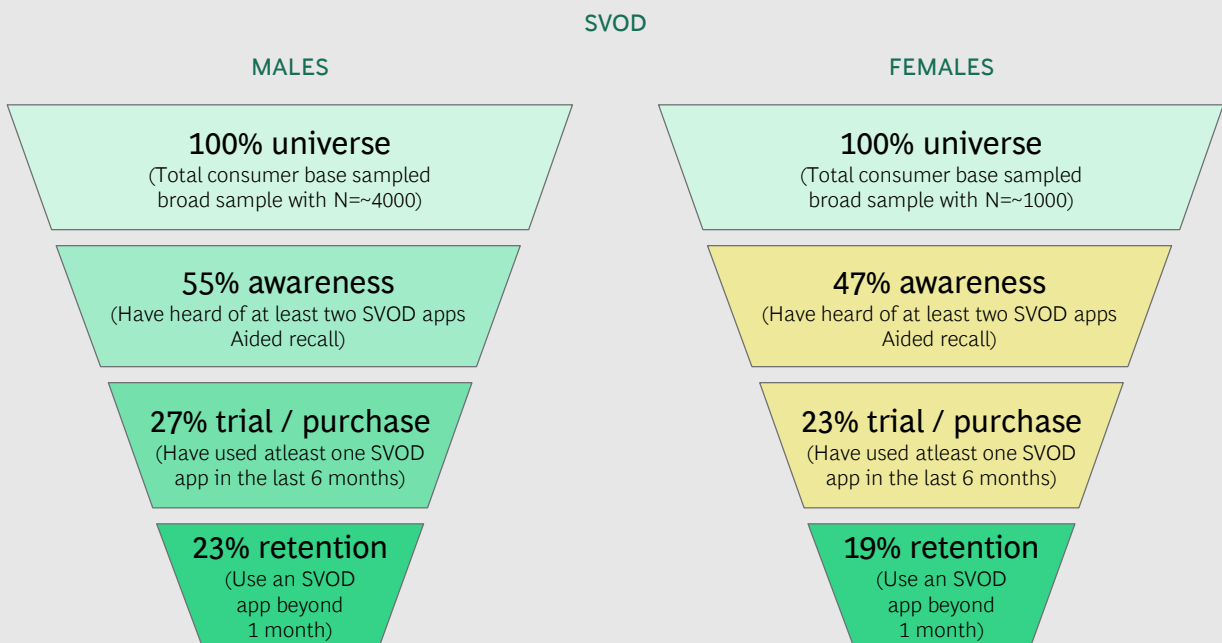 SVOD
MALES
100% universe
(Total consumer base sampled
broad sample with N=~4000)
55% awareness
(Have heard of at least two SVOD apps
Aided recall)
27% trial / purchase
(Have used atleast one SVOD
app in the last 6 months)
23% retention
(Use an SVOD
app beyond
1 month)
FEMALES
100% universe
(Total consumer base sampled
broad sample with N=~1000)
47% awareness
(Have heard of at least two SVOD apps
Aided recall)
23% trial / purchase
(Have used atleast one SVOD
app in the last 6 months)
19% retention
(Use an SVOD
app beyond
1 month)